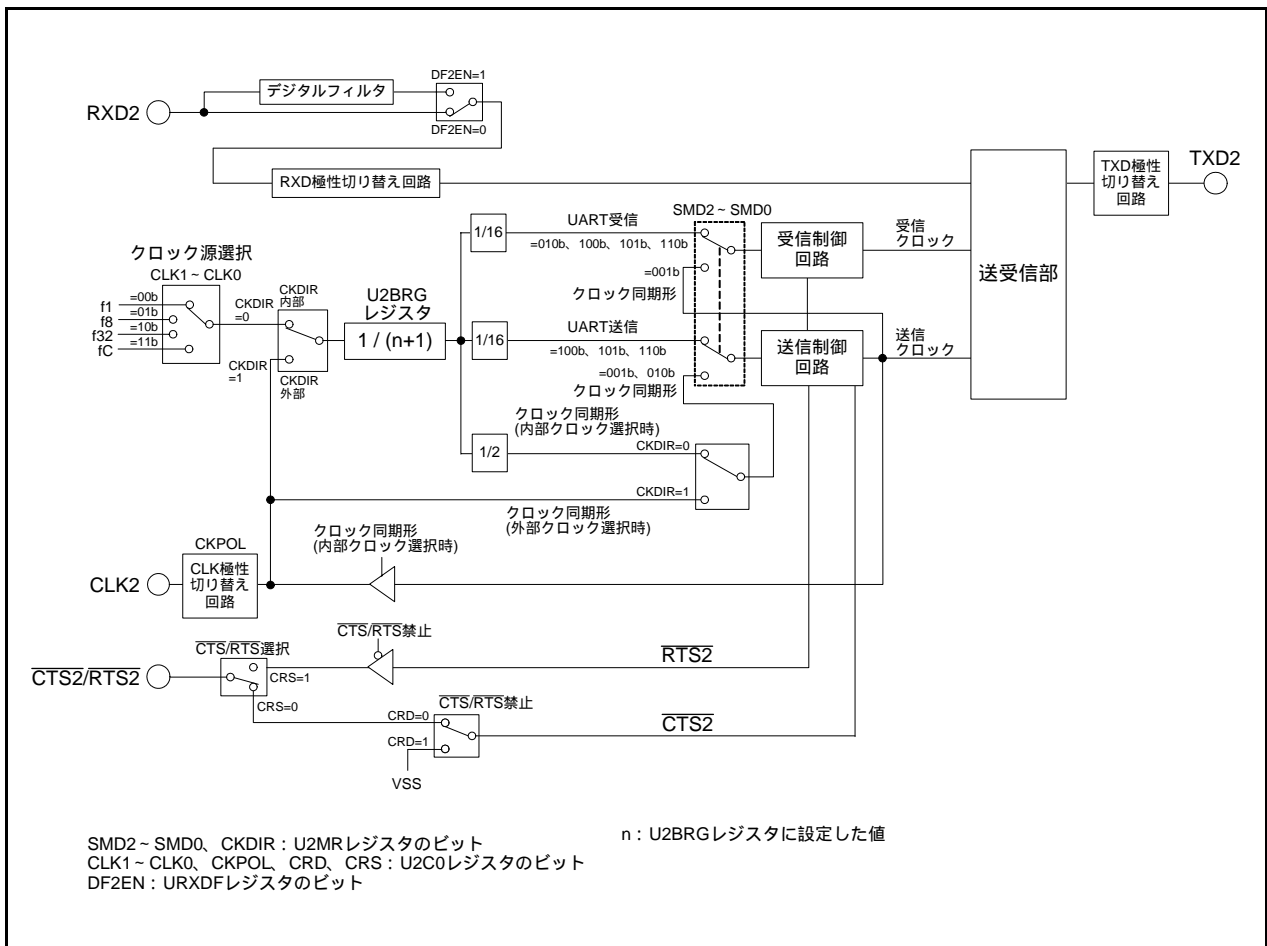 DF2EN=1
デジタルフィルタ
RXD2
DF2EN=0
RXD極性切り替え回路
TXD極性
切り替え
回路
TXD2
SMD2~SMD0
クロック源選択
CLK1~CLK0
f1 =00b
f8 =01b
f32 =10b
fC =11b
CKDIR
=0
CKDIR
内部
CKDIR
=1
CKDIR
外部
U2BRG
レジスタ
1 / (n+1)
1/16
UART受信
=010b、100b、101b、110b
=001b
クロック同期形
受信制御
回路
受信
クロック
送受信部
1/16
UART送信
=100b、101b、110b
=001b、010b
クロック同期形
送信制御
回路
送信
クロック
クロック同期形
(内部クロック選択時)
1/2
CKDIR=0
CKDIR=1
クロック同期形
(外部クロック選択時)
クロック同期形
(内部クロック選択時)
CKPOL
CLK2
CLK極性
切り替え
回路
CTS/RTS禁止
CTS/RTS選択
RTS2
CTS2/RTS2
CRS=1
CRS=0
CTS/RTS禁止
CRD=0
CTS2
CRD=1
VSS
SMD2~SMD0、CKDIR:U2MRレジスタのビット
CLK1~CLK0、CKPOL、CRD、CRS:U2C0レジスタのビット
DF2EN:URXDFレジスタのビット
n:U2BRGレジスタに設定した値